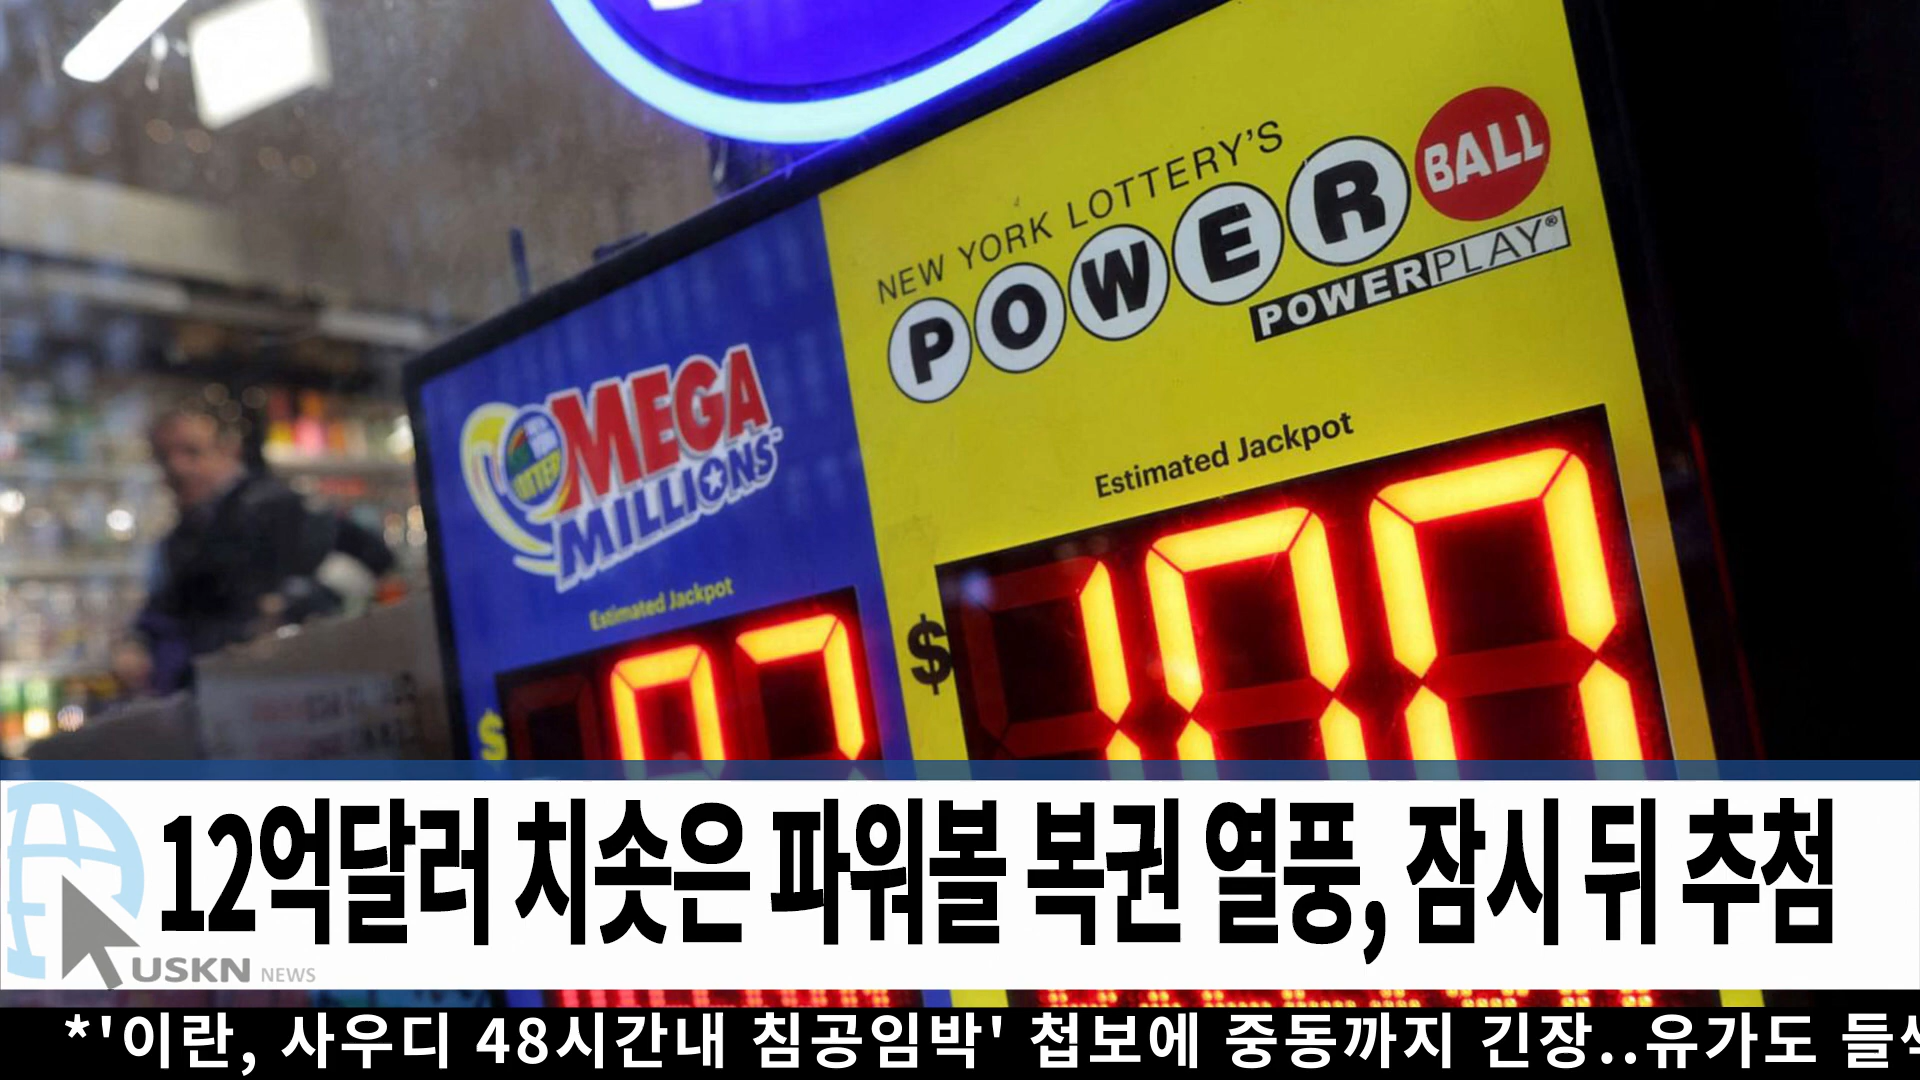 NEW YORK LOTTERY'S
POWER BALL
POWERPLAY®
MEGA
MILLIONS
Estimated Jackpot
$
Estimated Jackpot
$ 100
12억달러 치솟은 파워볼 복권 열풍, 잠시 뒤 추첨
USKN NEWS
*'이란, 사우디 48시간내 침공임박' 첩보에 중동까지 긴장..유가도